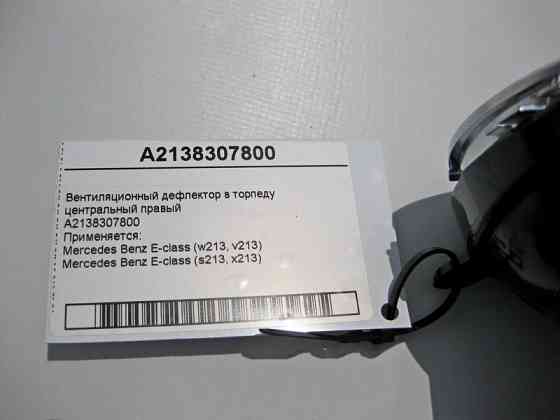 A2138307800
Вентиляционный дефлектор в торпеду
центральный правый
A2138307800
Применяется:
Mercedes Benz E-class (w213, v213)
Mercedes Benz E-class (s213, x213)